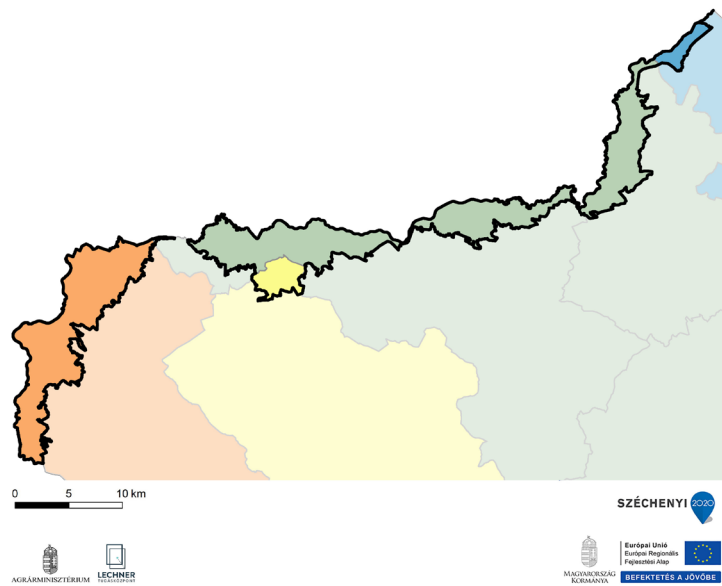 0 5 10 km
SZÉCHENYI 2020
AGRÁRMINISZTÉRIUM
LECHNER
TUDÁSKÖZPONT
MAGYARORSZÁG
KORMÁNYA
Európai Unió
Európai Regionális
Fejlesztési Alap
BEFEKTETÉS A JÖVŐBE